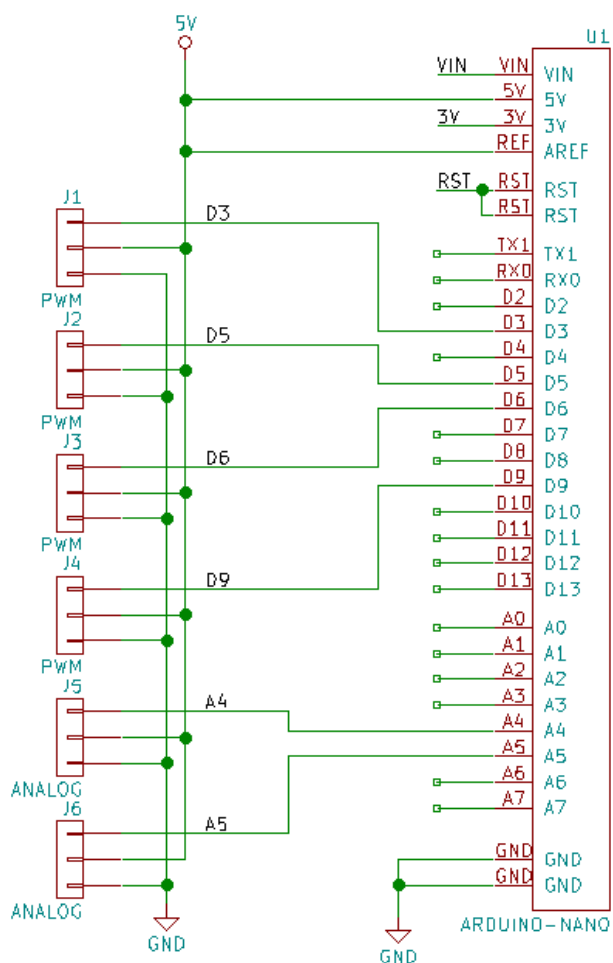 5V
U1
VIN VIN VIN
5V 5V
3V 3V 3V
REF AREF
RST RST RST
RST RST
J1
D3
PWM
J2
D5
PWM
J3
D6
PWM
J4
D9
PWM
J5
A4
ANALOG
J6
A5
ANALOG
GND
TX1 TX1
RX0 RX0
D2 D2
D3 D3
D4 D4
D5 D5
D6 D6
D7 D7
D8 D8
D9 D9
D10 D10
D11 D11
D12 D12
D13 D13
A0 A0
A1 A1
A2 A2
A3 A3
A4 A4
A5 A5
A6 A6
A7 A7
GND GND
GND GND
ARDUINO-NANO
GND